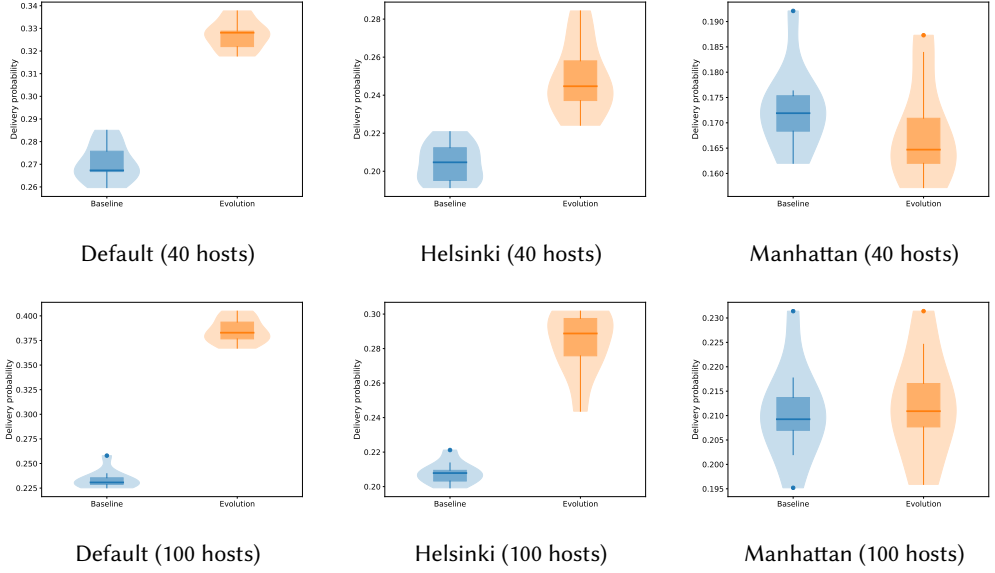 Delivery probability
0.34
0.33
0.32
0.31
0.30
0.29
0.28
0.27
0.26
Baseline Evolution
Default (40 hosts)
Delivery probability
0.28
0.26
0.24
0.22
0.20
Baseline Evolution
Helsinki (40 hosts)
Delivery probability
0.190
0.185
0.180
0.175
0.170
0.165
0.160
Baseline Evolution
Manhattan (40 hosts)
Delivery probability
0.400
0.375
0.350
0.325
0.300
0.275
0.250
0.225
Baseline Evolution
Default (100 hosts)
Delivery probability
0.30
0.28
0.26
0.24
0.22
0.20
Baseline Evolution
Helsinki (100 hosts)
Delivery probability
0.230
0.225
0.220
0.215
0.210
0.205
0.200
0.195
Baseline Evolution
Manhattan (100 hosts)